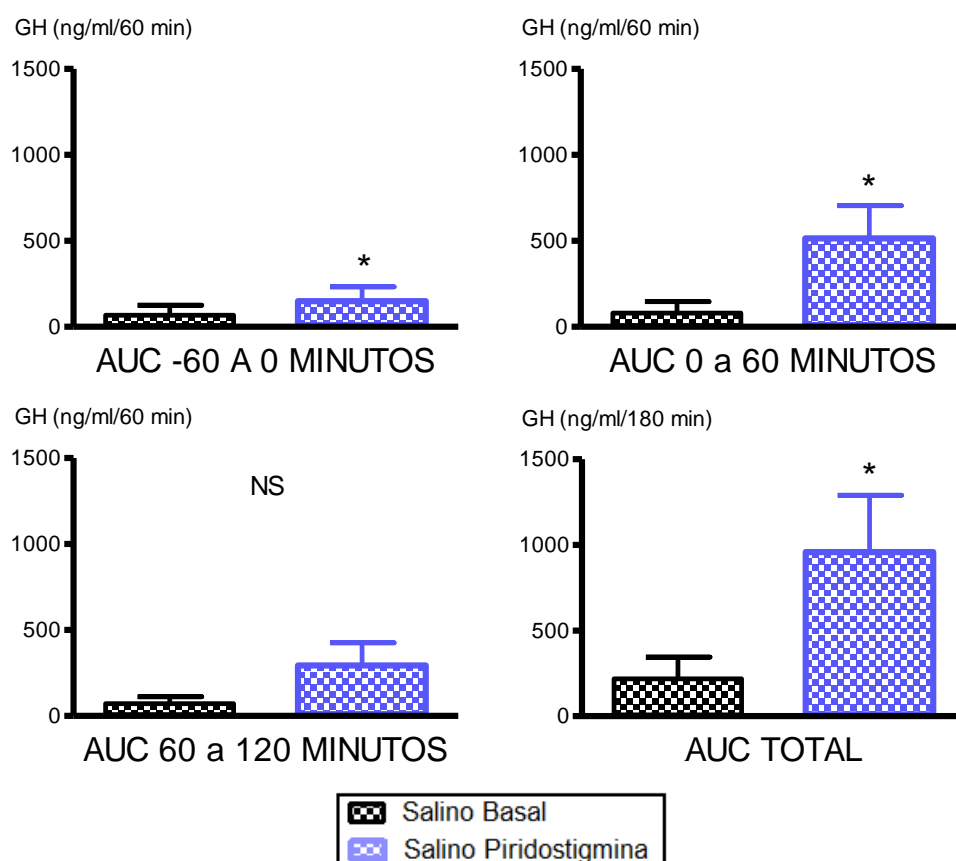 GH (ng/ml/60 min)
1500
1000
500
0
*
AUC -60 A 0 MINUTOS
GH (ng/ml/60 min)
1500
1000
500
0
*
AUC 0 a 60 MINUTOS
GH (ng/ml/60 min)
1500
1000
500
0
NS
AUC 60 a 120 MINUTOS
GH (ng/ml/180 min)
1500
1000
500
0
*
AUC TOTAL
Salino Basal
Salino Piridostigmina